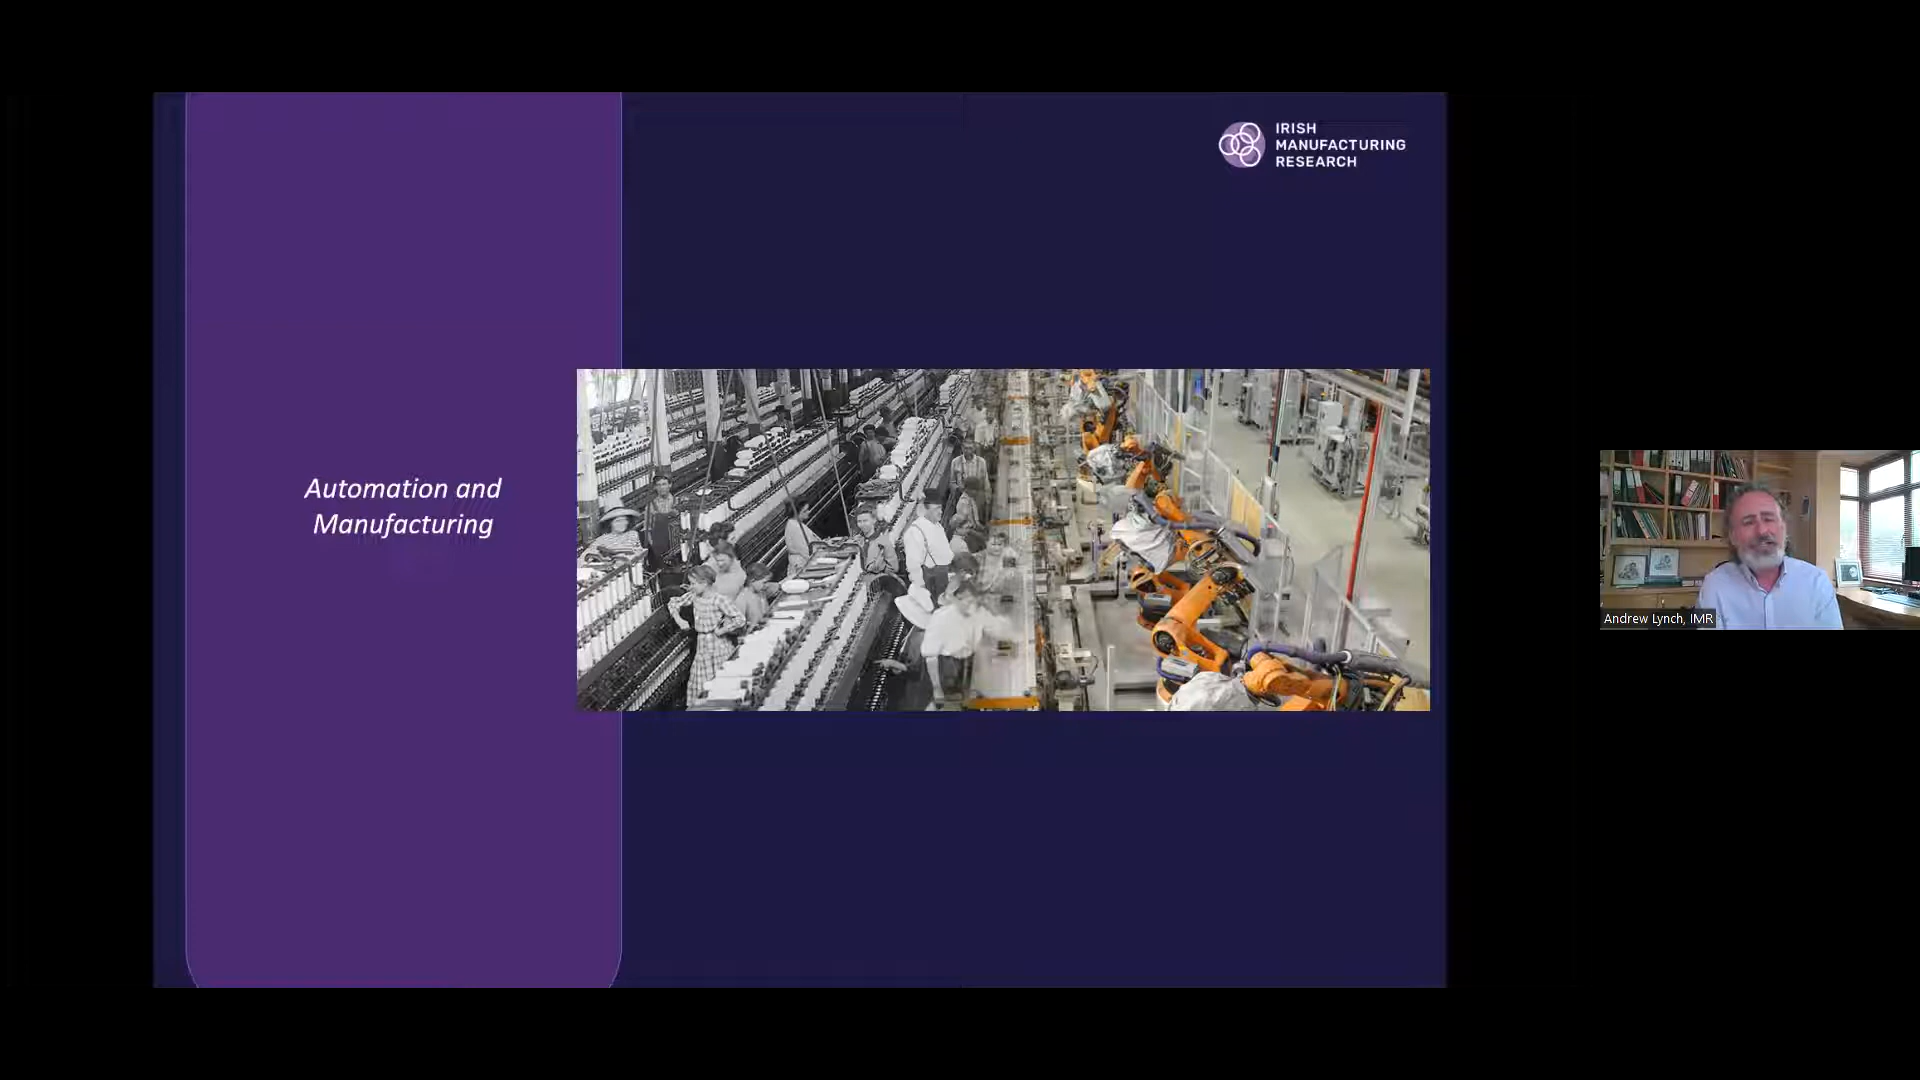 IRISH
MANUFACTURING
RESEARCH
Automation and
Manufacturing
Andrew Lynch, IMR